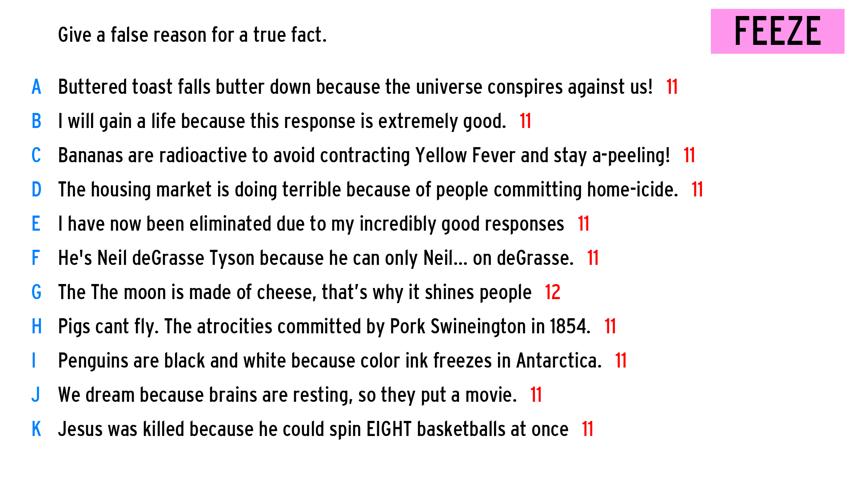 Give a false reason for a true fact.
FEEZE
A Buttered toast falls butter down because the universe conspires against us! 11
B I will gain a life because this response is extremely good. 11
C Bananas are radioactive to avoid contracting Yellow Fever and stay a-peeling! 11
D The housing market is doing terrible because of people committing home-icide. 11
E I have now been eliminated due to my incredibly good responses 11
F He's Neil deGrasse Tyson because he can only Neil... on deGrasse. 11
G The The moon is made of cheese, that’s why it shines people 12
H Pigs cant fly. The atrocities committed by Pork Swineington in 1854. 11
I Penguins are black and white because color ink freezes in Antarctica. 11
J We dream because brains are resting, so they put a movie. 11
K Jesus was killed because he could spin EIGHT basketballs at once 11